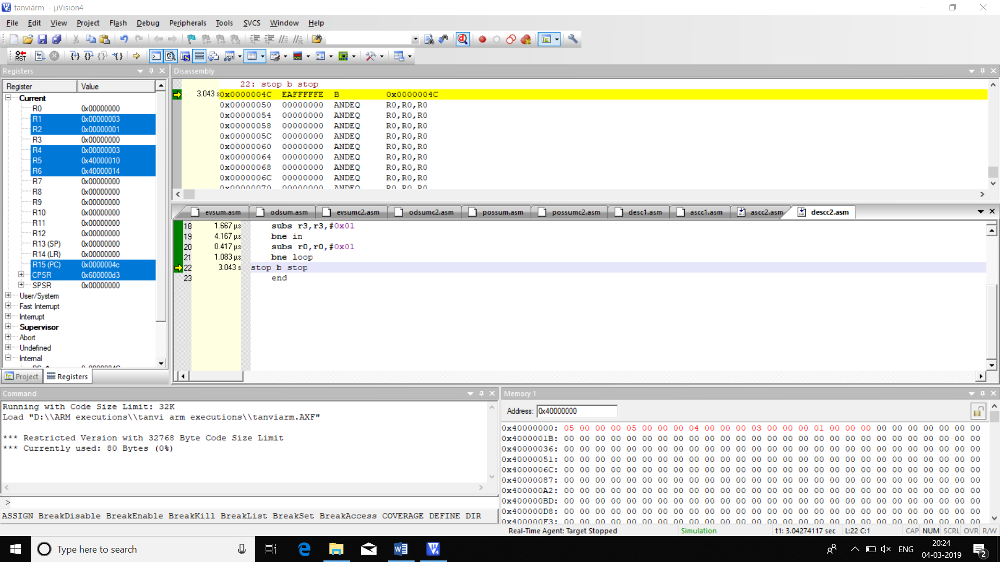 tanviarm - µVision4
File Edit View Project Flash Debug Peripherals Tools SVCS Window Help
Registers
Register Value
Current
R0 0x00000000
R1 0x00000003
R2 0x00000001
R3 0x00000000
R4 0x00000003
R5 0x40000010
R6 0x40000014
R7 0x00000000
R8 0x00000000
R9 0x00000000
R10 0x00000000
R11 0x00000000
R12 0x00000000
R13 (SP) 0x00000000
R14 (LR) 0x00000000
R15 (PC) 0x0000004c
CPSR 0x600000d3
SPSR 0x00000000
User/System
Fast Interrupt
Interrupt
Supervisor
Abort
Undefined
Internal
Project Registers
Disassembly
22: stop b stop
3.043 s 0x0000004C EAFFFFFE B 0x0000004C
0x00000050 00000000 ANDEQ R0,R0,R0
0x00000054 00000000 ANDEQ R0,R0,R0
0x00000058 00000000 ANDEQ R0,R0,R0
0x0000005C 00000000 ANDEQ R0,R0,R0
0x00000060 00000000 ANDEQ R0,R0,R0
0x00000064 00000000 ANDEQ R0,R0,R0
0x00000068 00000000 ANDEQ R0,R0,R0
0x0000006C 00000000 ANDEQ R0,R0,R0
0x00000070 00000000 ANDEQ R0,R0,R0
evsum.asm odsum.asm evsumc2.asm odsumc2.asm possum.asm possumc2.asm desc1.asm ascc1.asm ascc2.asm descc2.asm
18 1.667 µs subs r3,r3,#0x01
19 4.167 µs bne in
20 0.417 µs subs r0,r0,#0x01
21 1.083 µs bne loop
22 3.043 s stop b stop
23 end
Command
Running with Code Size Limit: 32K
Load "D:\\ARM executions\\tanvi arm executions\\tanviarm.AXF"
*** Restricted Version with 32768 Byte Code Size Limit
*** Currently used: 80 Bytes (0%)
>
ASSIGN BreakDisable BreakEnable BreakKill BreakList BreakSet BreakAccess COVERAGE DEFINE DIR
Memory 1
Address: 0x40000000
0x40000000: 05 00 00 00 05 00 00 00 04 00 00 00 03 00 00 00 01 00 00 00 00 00 00 00 00 00 00
0x4000001B: 00 00 00 00 00 00 00 00 00 00 00 00 00 00 00 00 00 00 00 00 00 00 00 00 00 00 00
0x40000036: 00 00 00 00 00 00 00 00 00 00 00 00 00 00 00 00 00 00 00 00 00 00 00 00 00 00 00
0x40000051: 00 00 00 00 00 00 00 00 00 00 00 00 00 00 00 00 00 00 00 00 00 00 00 00 00 00 00
0x4000006C: 00 00 00 00 00 00 00 00 00 00 00 00 00 00 00 00 00 00 00 00 00 00 00 00 00 00 00
0x40000087: 00 00 00 00 00 00 00 00 00 00 00 00 00 00 00 00 00 00 00 00 00 00 00 00 00 00 00
0x400000A2: 00 00 00 00 00 00 00 00 00 00 00 00 00 00 00 00 00 00 00 00 00 00 00 00 00 00 00
0x400000BD: 00 00 00 00 00 00 00 00 00 00 00 00 00 00 00 00 00 00 00 00 00 00 00 00 00 00 00
0x400000D8: 00 00 00 00 00 00 00 00 00 00 00 00 00 00 00 00 00 00 00 00 00 00 00 00 00 00 00
0x400000F3: 00 00 00 00 00 00 00 00 00 00 00 00 00 00 00 00 00 00 00 00 00 00 00 00 00 00 00
Real-Time Agent: Target Stopped Simulation t1: 3.04274117 sec L:22 C:1 CAP NUM SCRL OVR R/W
Type here to search
ENG
20:24
04-03-2019
2